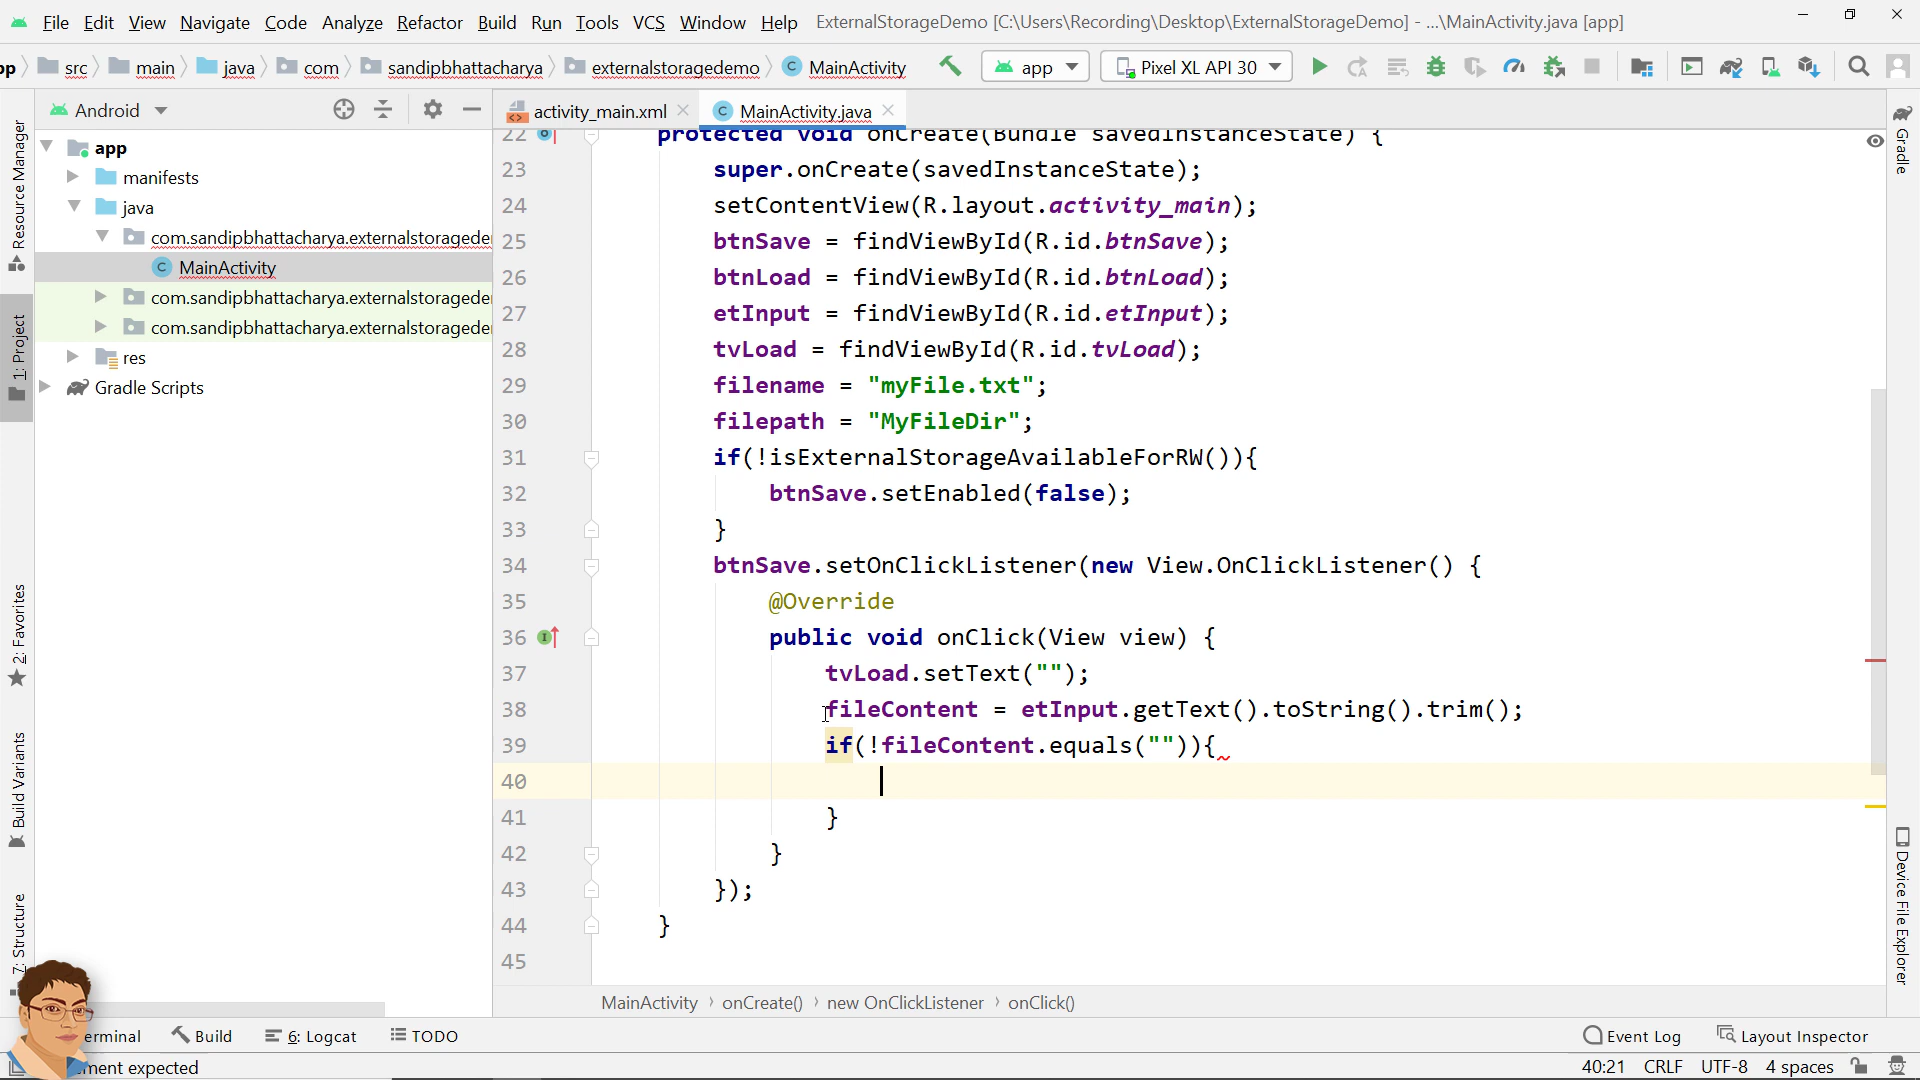 File Edit View Navigate Code Analyze Refactor Build Run Tools VCS Window Help ExternalStorageDemo [C:\Users\Recording\Desktop\ExternalStorageDemo] - ...\MainActivity.java [app]
pp src main java com sandipbhattacharya externalstoragedemo MainActivity app Pixel XL API 30
Android
activity_main.xml MainActivity.java
app
manifests
java
com.sandipbhattacharya.externalstoragede
MainActivity
com.sandipbhattacharya.externalstoragede
com.sandipbhattacharya.externalstoragede
res
Gradle Scripts
Resource Manager
1: Project
2: Favorites
Build Variants
7: Structure
22 protected void onCreate(Bundle savedInstanceState) {
23 super.onCreate(savedInstanceState);
24 setContentView(R.layout.activity_main);
25 btnSave = findViewById(R.id.btnSave);
26 btnLoad = findViewById(R.id.btnLoad);
27 etInput = findViewById(R.id.etInput);
28 tvLoad = findViewById(R.id.tvLoad);
29 filename = "myFile.txt";
30 filepath = "MyFileDir";
31 if(!isExternalStorageAvailableForRW()){
32 btnSave.setEnabled(false);
33 }
34 btnSave.setOnClickListener(new View.OnClickListener() {
35 @Override
36 public void onClick(View view) {
37 tvLoad.setText("");
38 fileContent = etInput.getText().toString().trim();
39 if(!fileContent.equals("")){
40
41 }
42 }
43 });
44 }
45
Gradle
Device File Explorer
MainActivity › onCreate() › new OnClickListener › onClick()
erminal Build 6: Logcat TODO Event Log Layout Inspector
ment expected 40:21 CRLF UTF-8 4 spaces